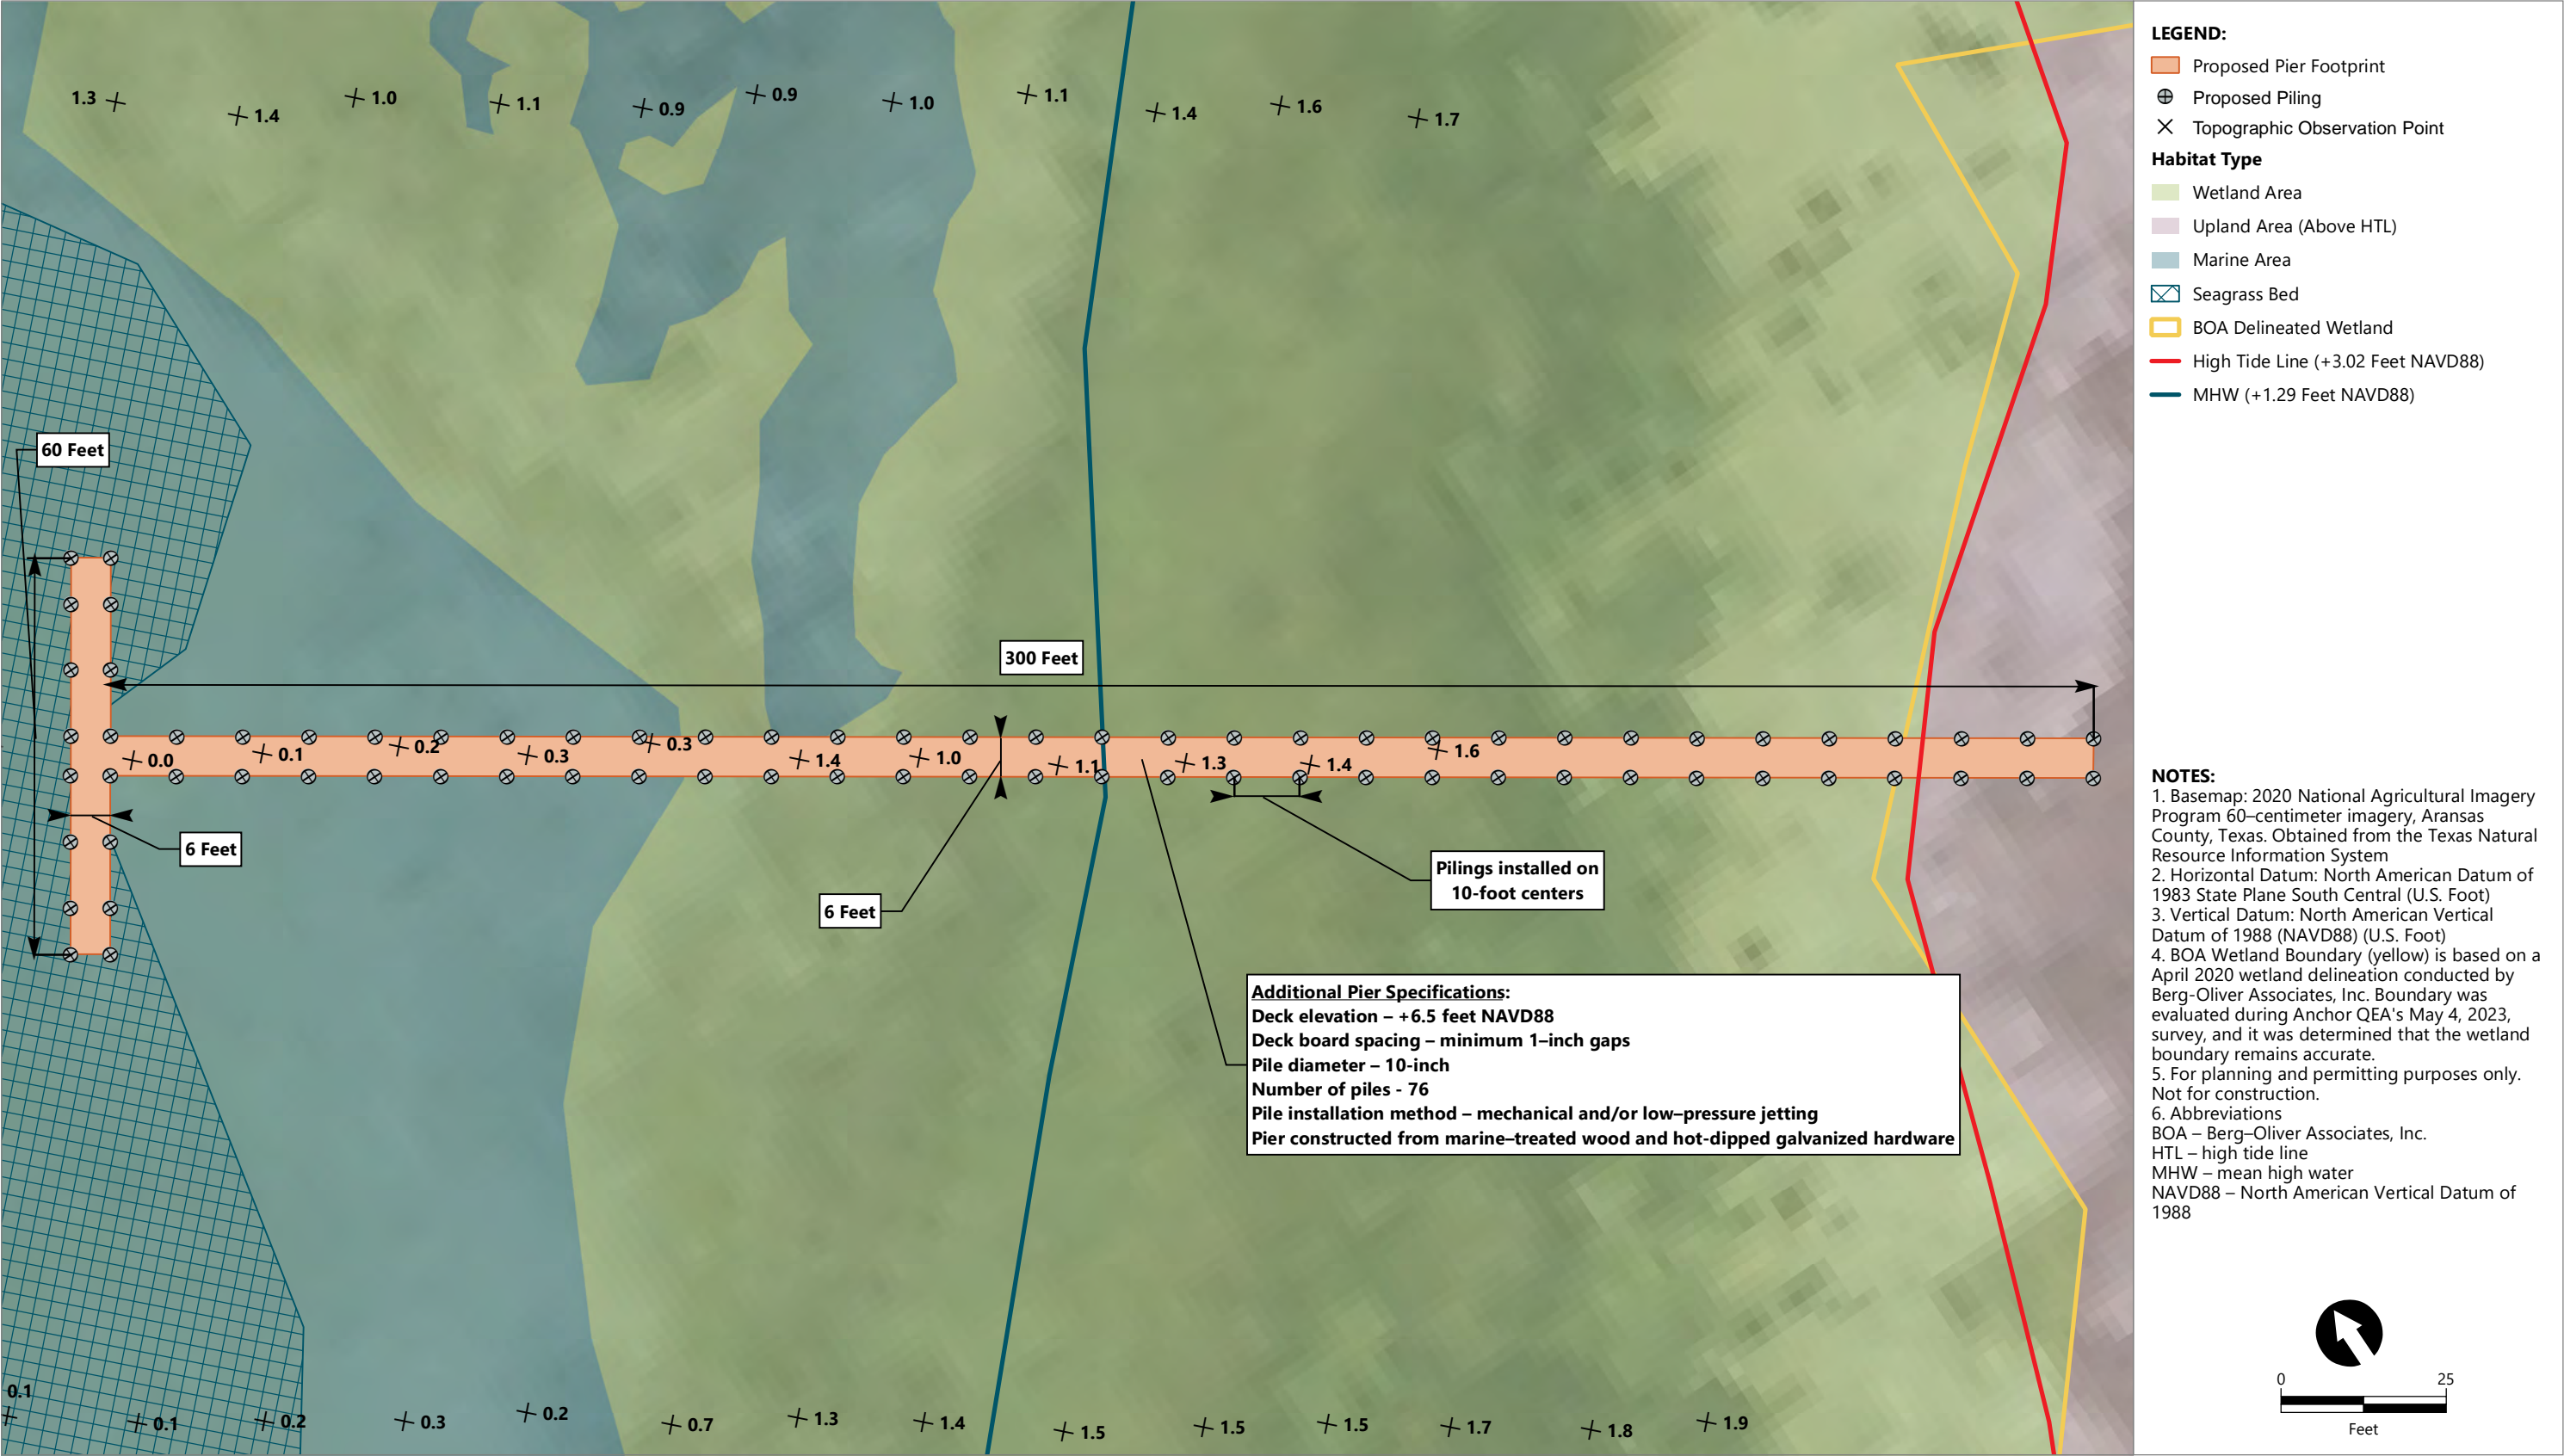 1.3
1.4
1.0
1.1
0.9
0.9
1.0
1.1
1.4
1.6
1.7
60 Feet
300 Feet
0.0
0.1
0.2
0.3
0.3
1.4
1.0
1.1
1.3
1.4
1.6
6 Feet
6 Feet
Pilings installed on
10-foot centers
Additional Pier Specifications:
Deck elevation – +6.5 feet NAVD88
Deck board spacing – minimum 1–inch gaps
Pile diameter – 10-inch
Number of piles - 76
Pile installation method – mechanical and/or low–pressure jetting
Pier constructed from marine–treated wood and hot-dipped galvanized hardware
0.1
0.1
0.2
0.3
0.2
0.7
1.3
1.4
1.5
1.5
1.5
1.7
1.8
1.9
LEGEND:
Proposed Pier Footprint
Proposed Piling
Topographic Observation Point
Habitat Type
Wetland Area
Upland Area (Above HTL)
Marine Area
Seagrass Bed
BOA Delineated Wetland
High Tide Line (+3.02 Feet NAVD88)
MHW (+1.29 Feet NAVD88)
NOTES:
1. Basemap: 2020 National Agricultural Imagery
Program 60–centimeter imagery, Aransas
County, Texas. Obtained from the Texas Natural
Resource Information System
2. Horizontal Datum: North American Datum of
1983 State Plane South Central (U.S. Foot)
3. Vertical Datum: North American Vertical
Datum of 1988 (NAVD88) (U.S. Foot)
4. BOA Wetland Boundary (yellow) is based on a
April 2020 wetland delineation conducted by
Berg-Oliver Associates, Inc. Boundary was
evaluated during Anchor QEA's May 4, 2023,
survey, and it was determined that the wetland
boundary remains accurate.
5. For planning and permitting purposes only.
Not for construction.
6. Abbreviations
BOA – Berg–Oliver Associates, Inc.
HTL – high tide line
MHW – mean high water
NAVD88 – North American Vertical Datum of
1988
0 25
Feet